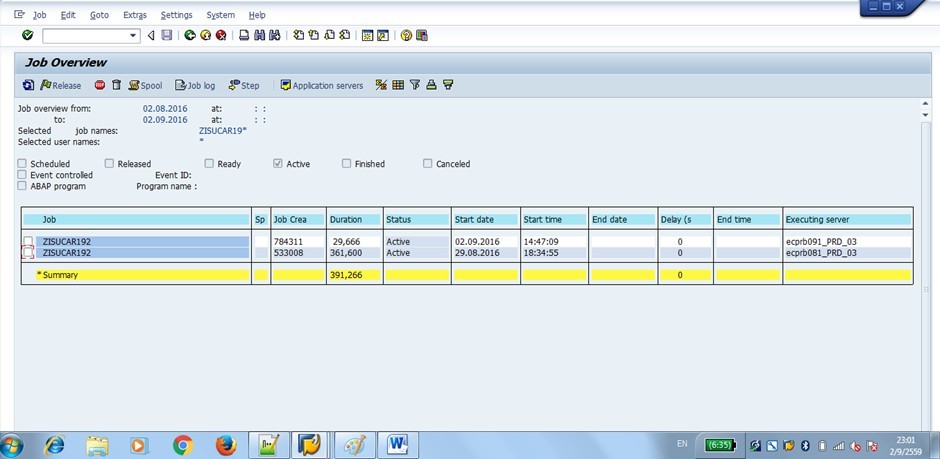 Job Edit Goto Extras Settings System Help
Job Overview
Release Spool Job log Step Application servers
Job overview from: 02.08.2016 at: : :
to: 02.09.2016 at: : :
Selected job names: ZISUCAR19*
Selected user names: *
Scheduled Released Ready Active Finished Canceled
Event controlled Event ID:
ABAP program Program name :
Job Sp Job Crea Duration Status Start date Start time End date Delay (s End time Executing server
ZISUCAR192 784311 29,666 Active 02.09.2016 14:47:09 0 ecprb091_PRD_03
ZISUCAR192 533008 361,600 Active 29.08.2016 18:34:55 0 ecprb081_PRD_03
*Summary 391,266 0
EN (6:35) 23:01
2/9/2559